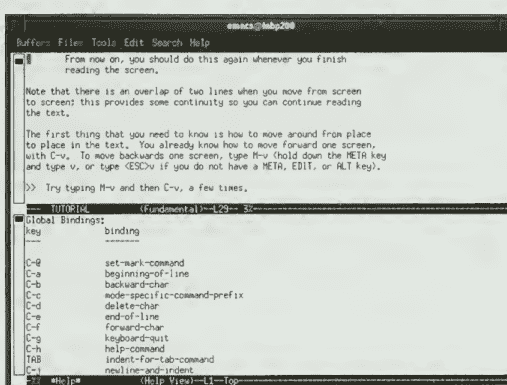 emacs@imbp200
Buffers Files Tools Edit Search Help
From now on, you should do this again whenever you finish
reading the screen.
Note that there is an overlap of two lines when you move from screen
to screen; this provides some continuity so you can continue reading
the text.
The first thing that you need to know is how to move around from place
to place in the text. You already know how to move forward one screen,
with C-v. To move backwards one screen, type M-v (hold down the META key
and type v, or type <ESC>v if you do not have a META, EDIT, or ALT key).
>> Try typing M-v and then C-v, a few times.
--- TUTORIAL (Fundamental)--L29-- 3%
Global Bindings:
key binding
--- -------
C-@ set-mark-command
C-a beginning-of-line
C-b backward-char
C-c mode-specific-command-prefix
C-d delete-char
C-e end-of-line
C-f forward-char
C-g keyboard-quit
C-h help-command
TAB indent-for-tab-command
C-j newline-and-indent
-%% *Help* (Help View)--L1--Top